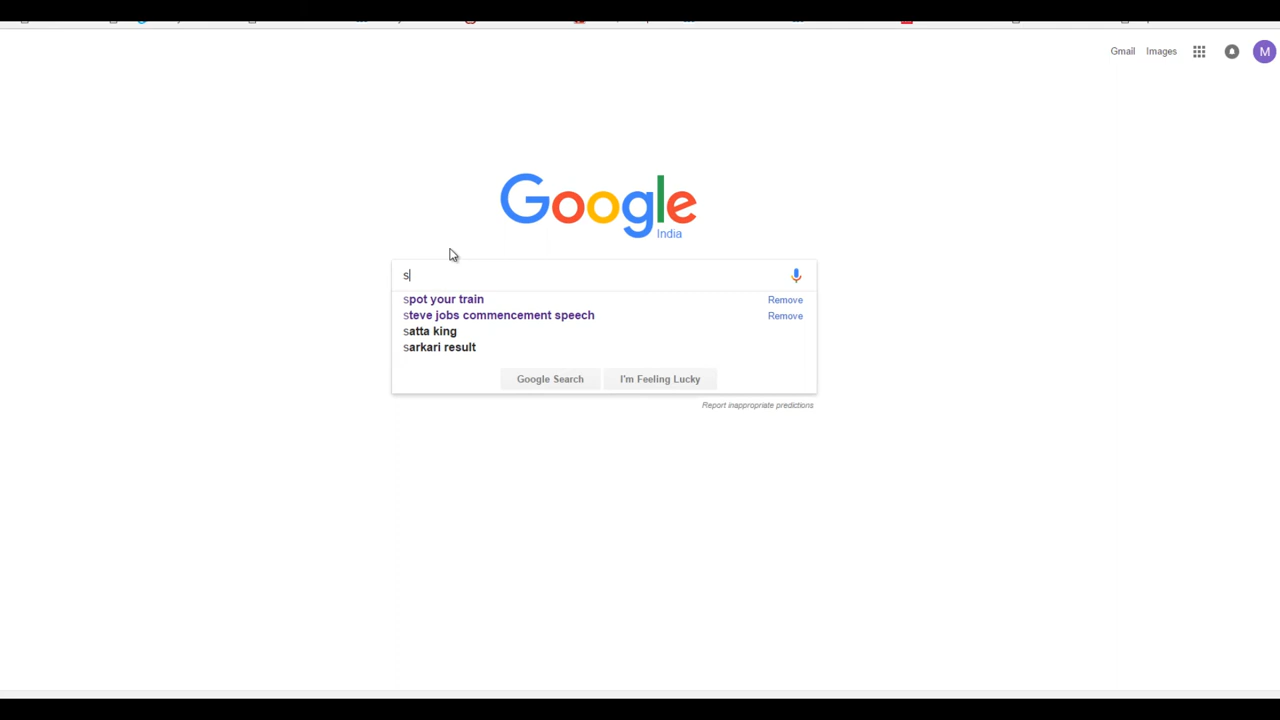 Gmail Images M
Google
India
s
spot your train Remove
steve jobs commencement speech Remove
satta king
sarkari result
Google Search I'm Feeling Lucky
Report inappropriate predictions